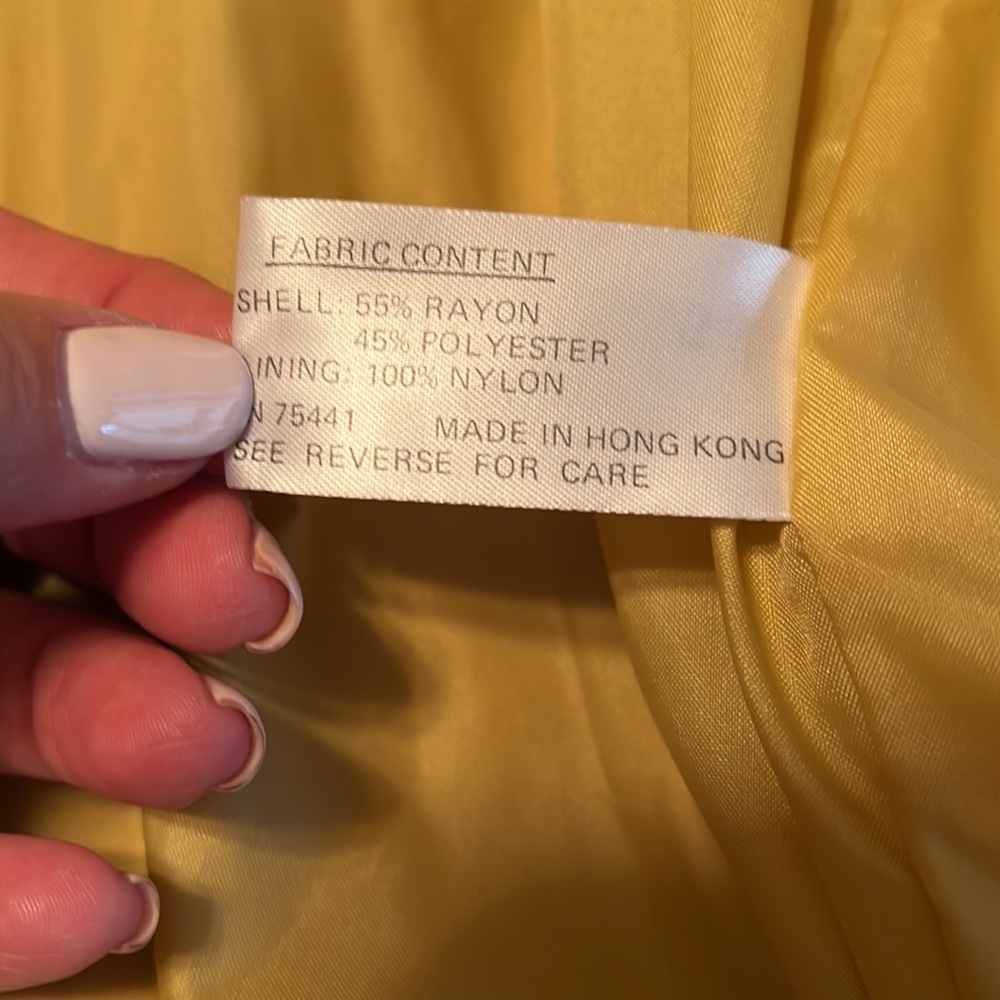 FABRIC CONTENT
SHELL: 55% RAYON
45% POLYESTER
INING: 100% NYLON
N 75441 MADE IN HONG KONG
SEE REVERSE FOR CARE